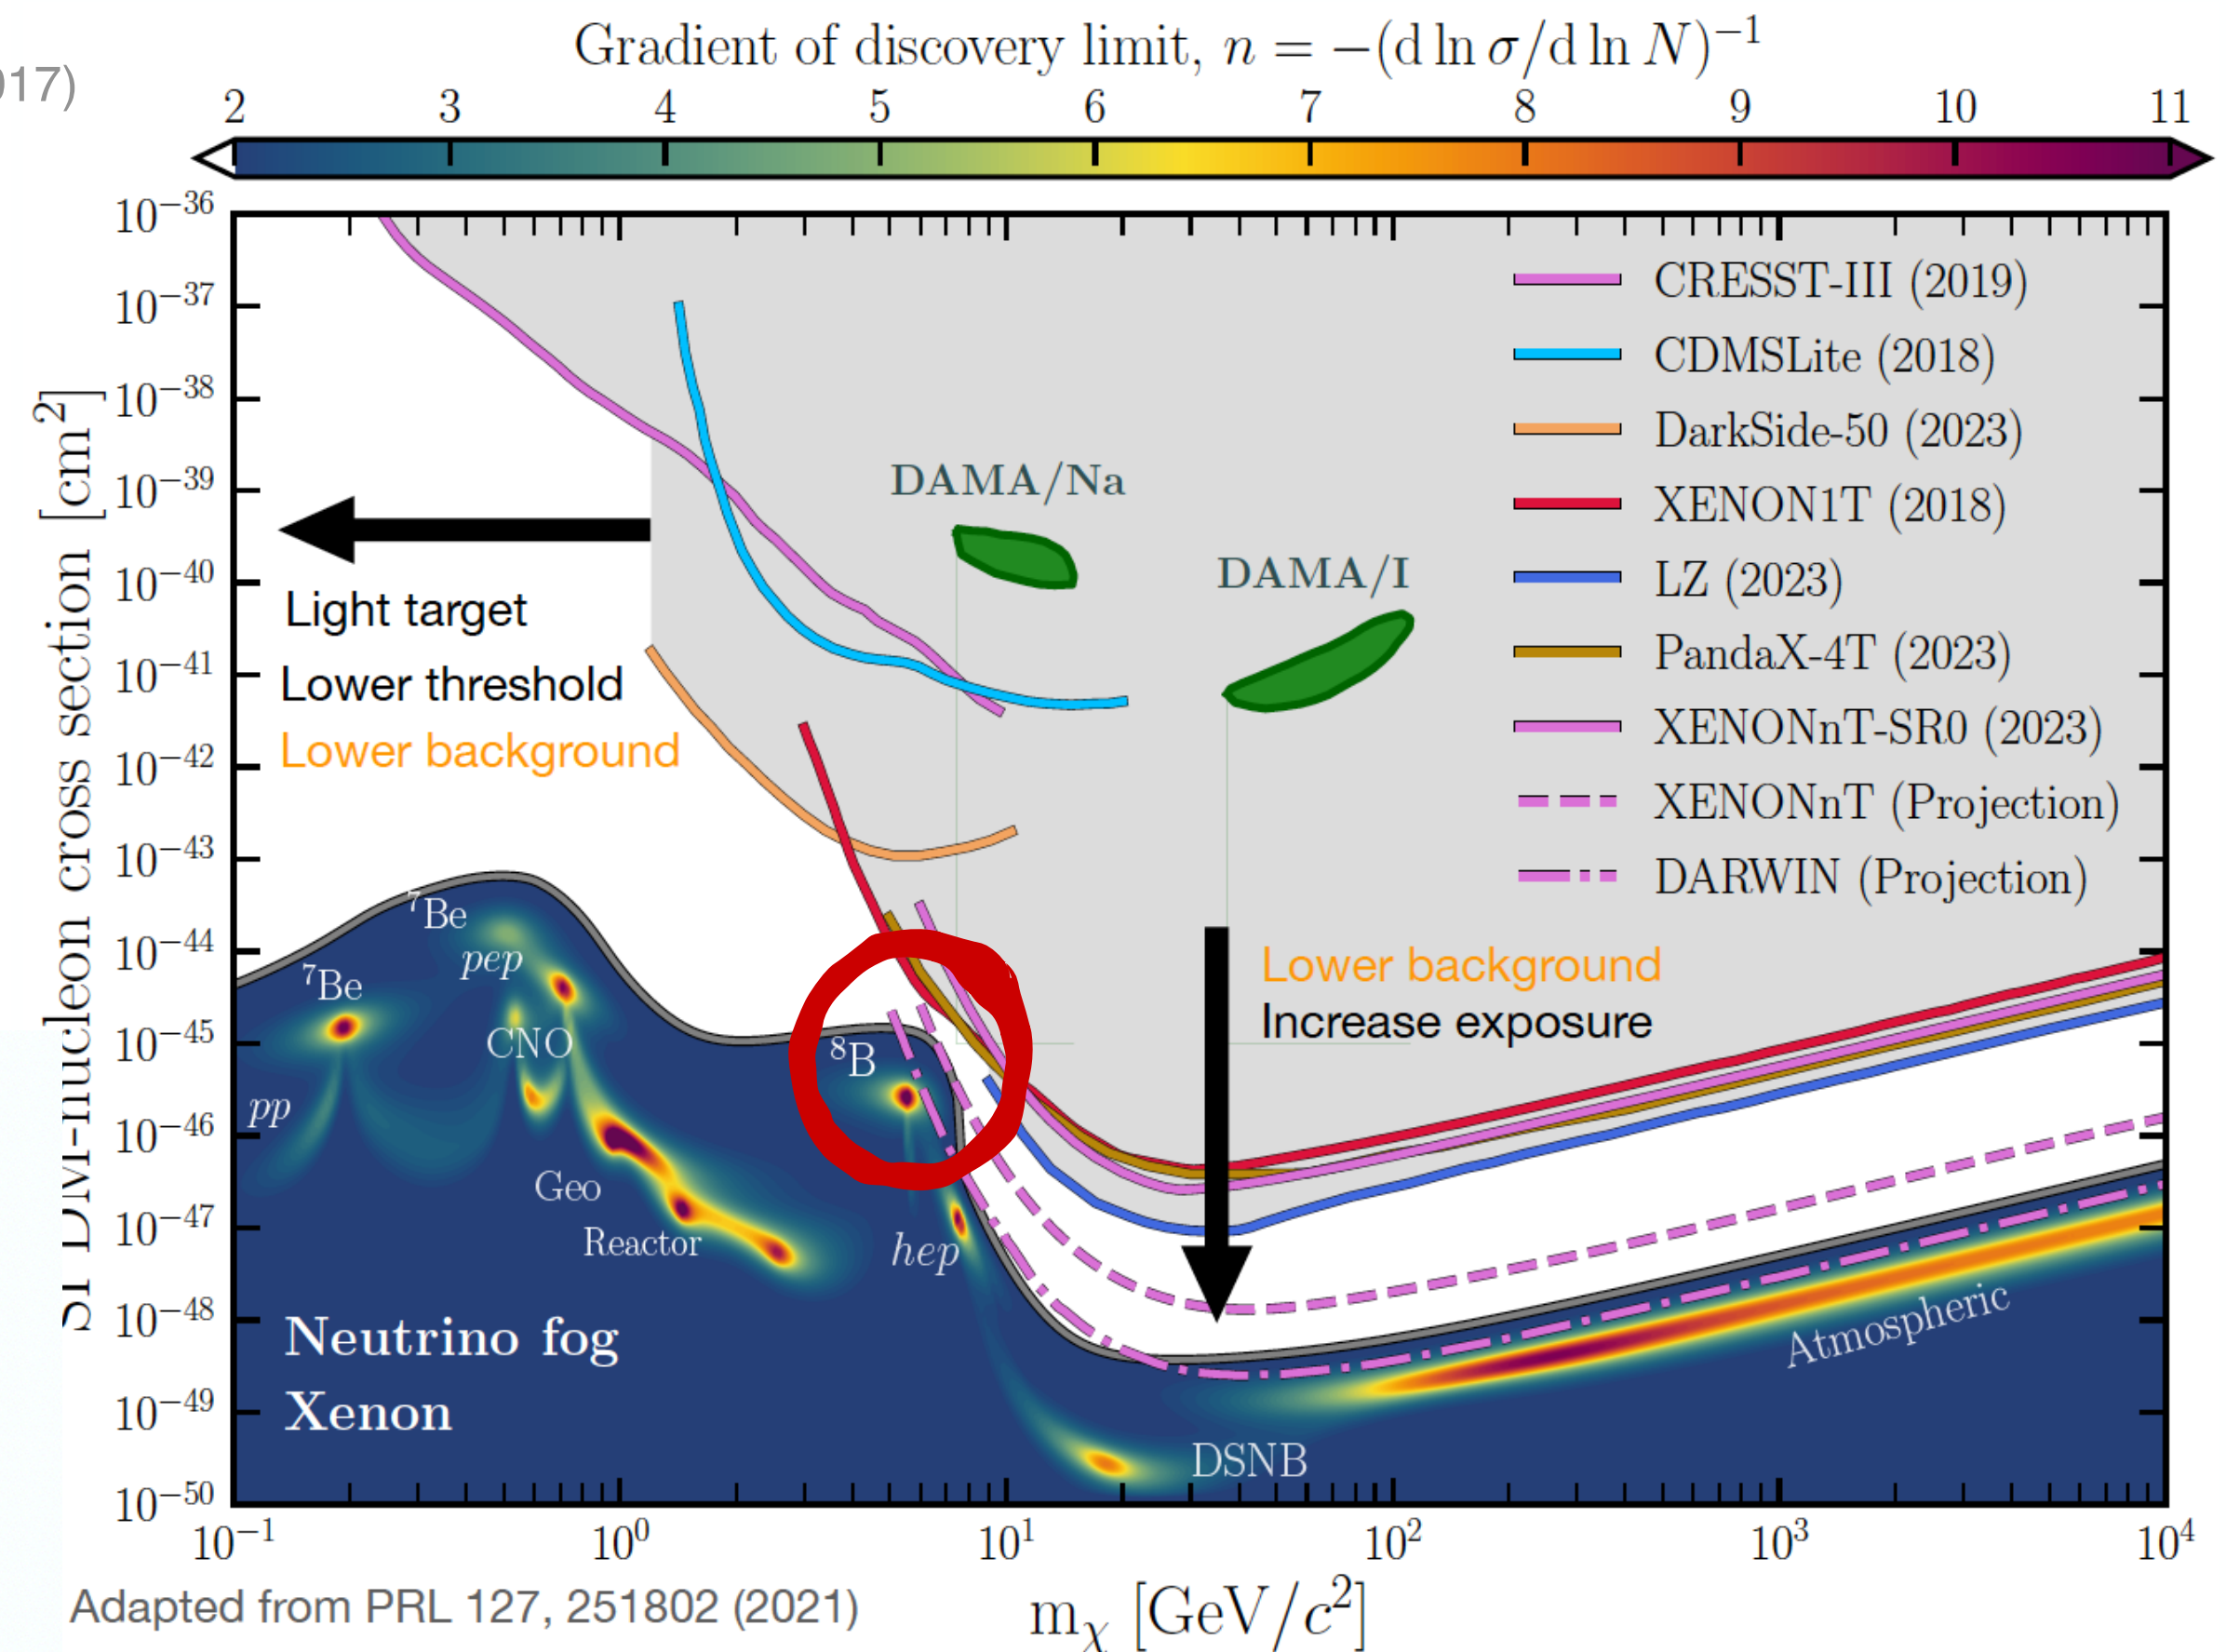 017)
Gradient of discovery limit, n = −(d ln σ/d ln N)⁻¹
2 3 4 5 6 7 8 9 10 11
10⁻³⁶
10⁻³⁷
10⁻³⁸
10⁻³⁹
10⁻⁴⁰
10⁻⁴¹
10⁻⁴²
10⁻⁴³
10⁻⁴⁴
10⁻⁴⁵
10⁻⁴⁶
10⁻⁴⁷
10⁻⁴⁸
10⁻⁴⁹
10⁻⁵⁰
SI DM-nucleon cross section [cm²]
CRESST-III (2019)
CDMSLite (2018)
DarkSide-50 (2023)
XENON1T (2018)
LZ (2023)
PandaX-4T (2023)
XENONnT-SR0 (2023)
XENONnT (Projection)
DARWIN (Projection)
DAMA/Na
DAMA/I
Light target
Lower threshold
Lower background
Lower background
Increase exposure
⁷Be
pep
⁷Be
CNO
⁸B
pp
Geo
Reactor
hep
Neutrino fog
Xenon
Atmospheric
DSNB
10⁻¹ 10⁰ 10¹ 10² 10³ 10⁴
Adapted from PRL 127, 251802 (2021)
mχ [GeV/c²]